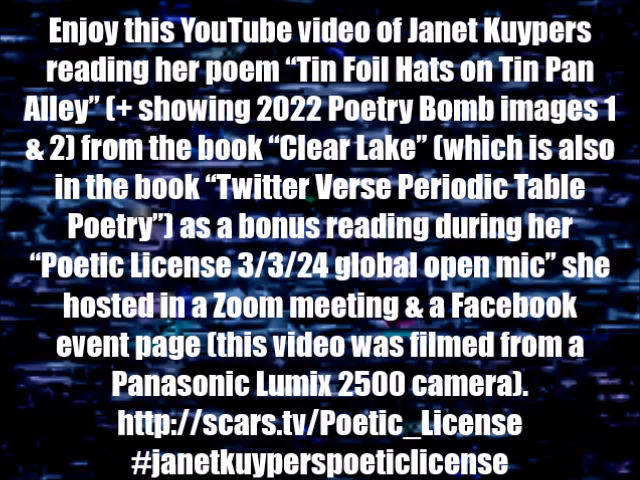 Enjoy this YouTube video of Janet Kuypers
reading her poem “Tin Foil Hats on Tin Pan
Alley” (+ showing 2022 Poetry Bomb images 1
& 2) from the book “Clear Lake” (which is also
in the book “Twitter Verse Periodic Table
Poetry”) as a bonus reading during her
“Poetic License 3/3/24 global open mic” she
hosted in a Zoom meeting & a Facebook
event page (this video was filmed from a
Panasonic Lumix 2500 camera).
http://scars.tv/Poetic_License
#janetkuyperspoeticlicense